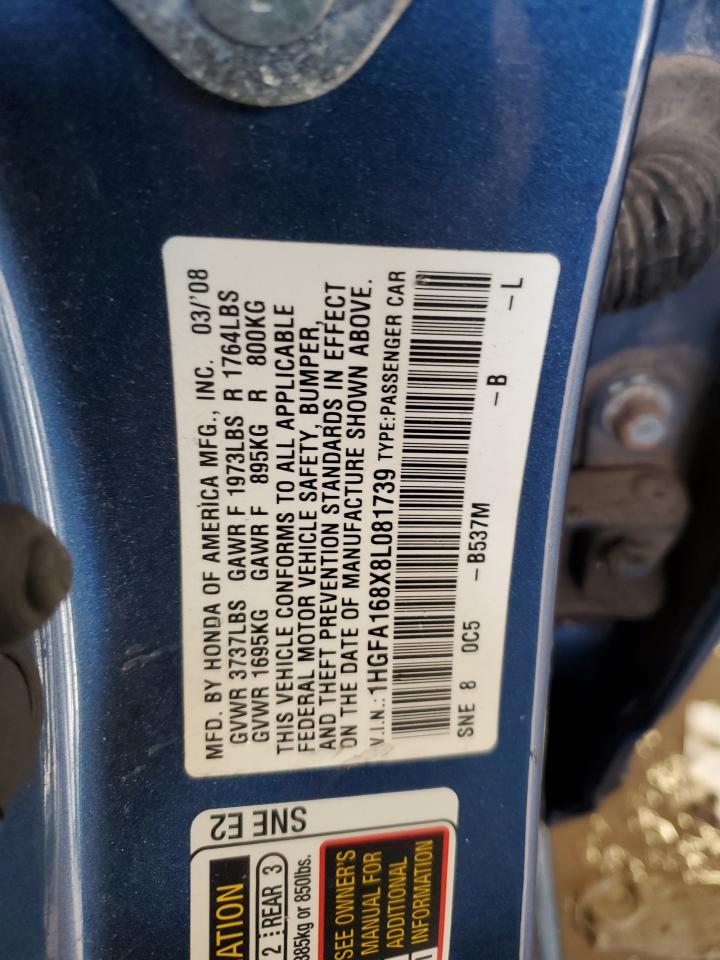 MFD. BY HONDA OF AMERICA MFG., INC. 03/'08
GVWR 3737LBS GAWR F 1973LBS R 1764LBS
GVWR 1695KG GAWR F 895KG R 800KG
THIS VEHICLE CONFORMS TO ALL APPLICABLE
FEDERAL MOTOR VEHICLE SAFETY, BUMPER,
AND THEFT PREVENTION STANDARDS IN EFFECT
ON THE DATE OF MANUFACTURE SHOWN ABOVE.
V.I.N.: 1HGFA168X8L081739 TYPE:PASSENGER CAR
SNE 8 0C5 -B537M -B -L
SNE E2
2 REAR 3
385kg or 850lbs.
SEE OWNER'S
MANUAL FOR
ADDITIONAL
INFORMATION